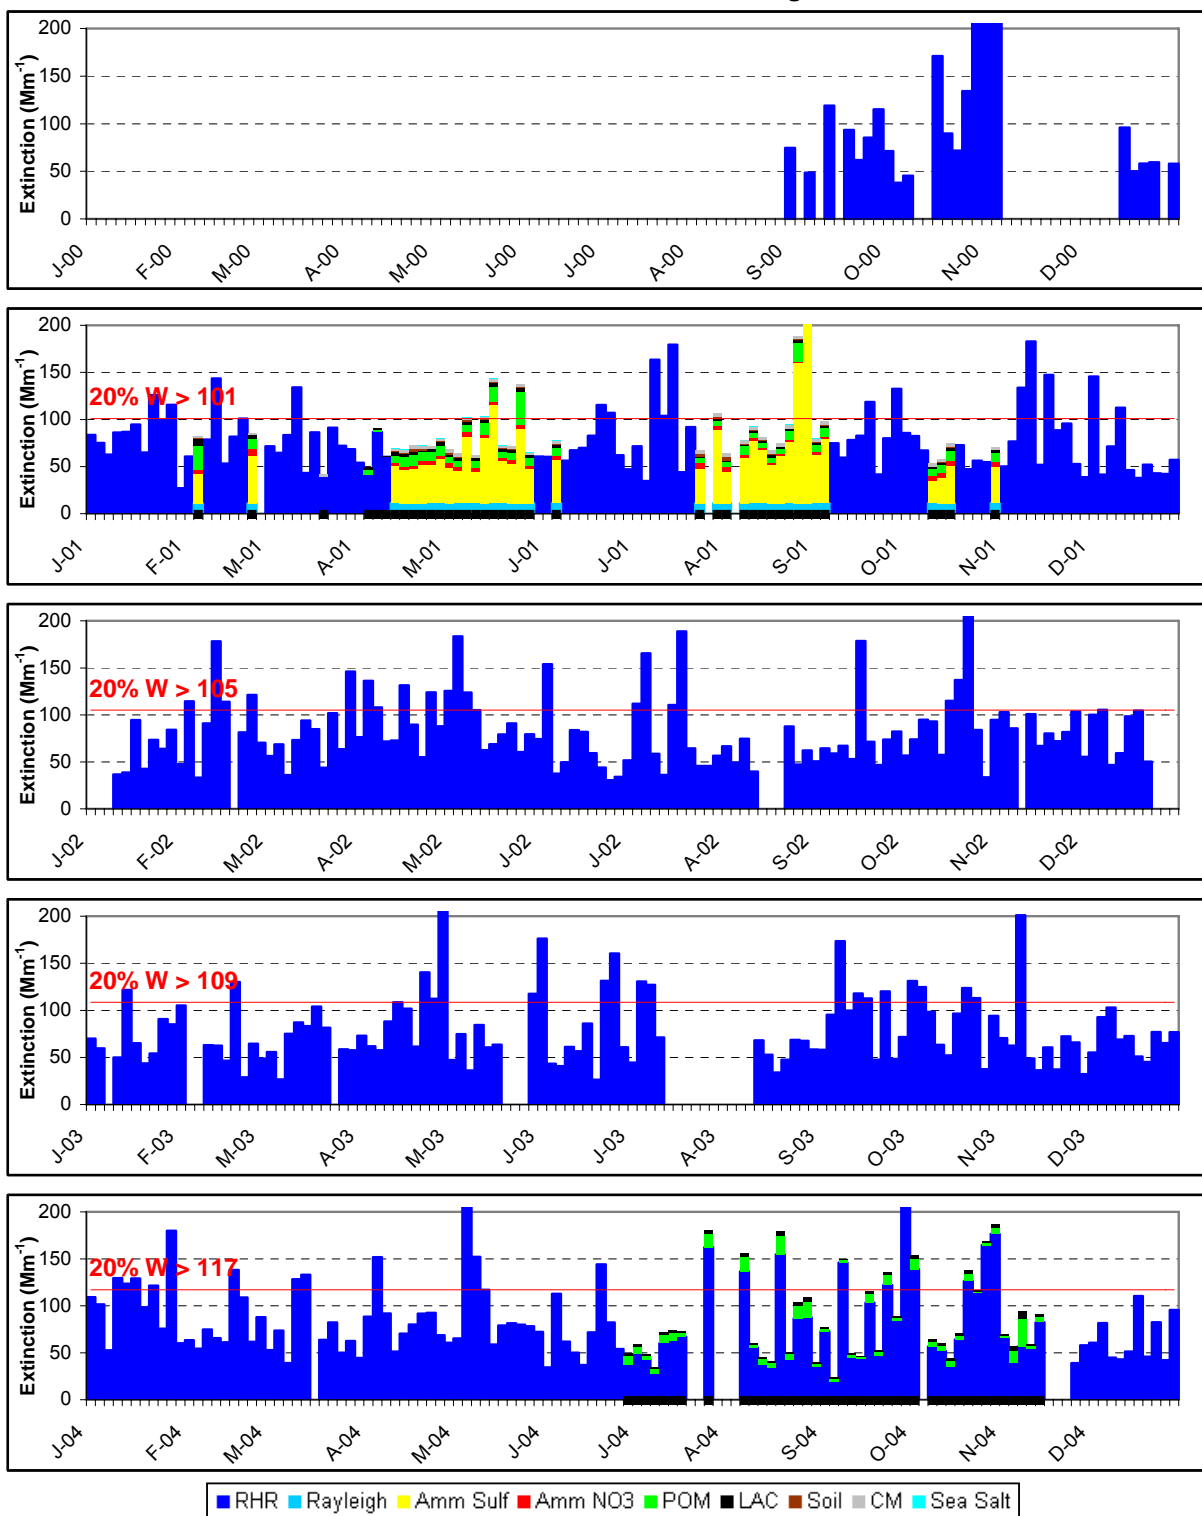 Extinction (Mm-1)
200
150
100
50
0
J-00 F-00 M-00 A-00 M-00 J-00 J-00 A-00 S-00 O-00 N-00 D-00
Extinction (Mm-1)
200
150
20% W > 101
100
50
0
J-01 F-01 M-01 A-01 M-01 J-01 J-01 A-01 S-01 O-01 N-01 D-01
Extinction (Mm-1)
200
150
20% W > 105
100
50
0
J-02 F-02 M-02 A-02 M-02 J-02 J-02 A-02 S-02 O-02 N-02 D-02
Extinction (Mm-1)
200
150
20% W > 109
100
50
0
J-03 F-03 M-03 A-03 M-03 J-03 J-03 A-03 S-03 O-03 N-03 D-03
Extinction (Mm-1)
200
150
20% W > 117
100
50
0
J-04 F-04 M-04 A-04 M-04 J-04 J-04 A-04 S-04 O-04 N-04 D-04
RHR Rayleigh Amm Sulf Amm NO3 POM LAC Soil CM Sea Salt